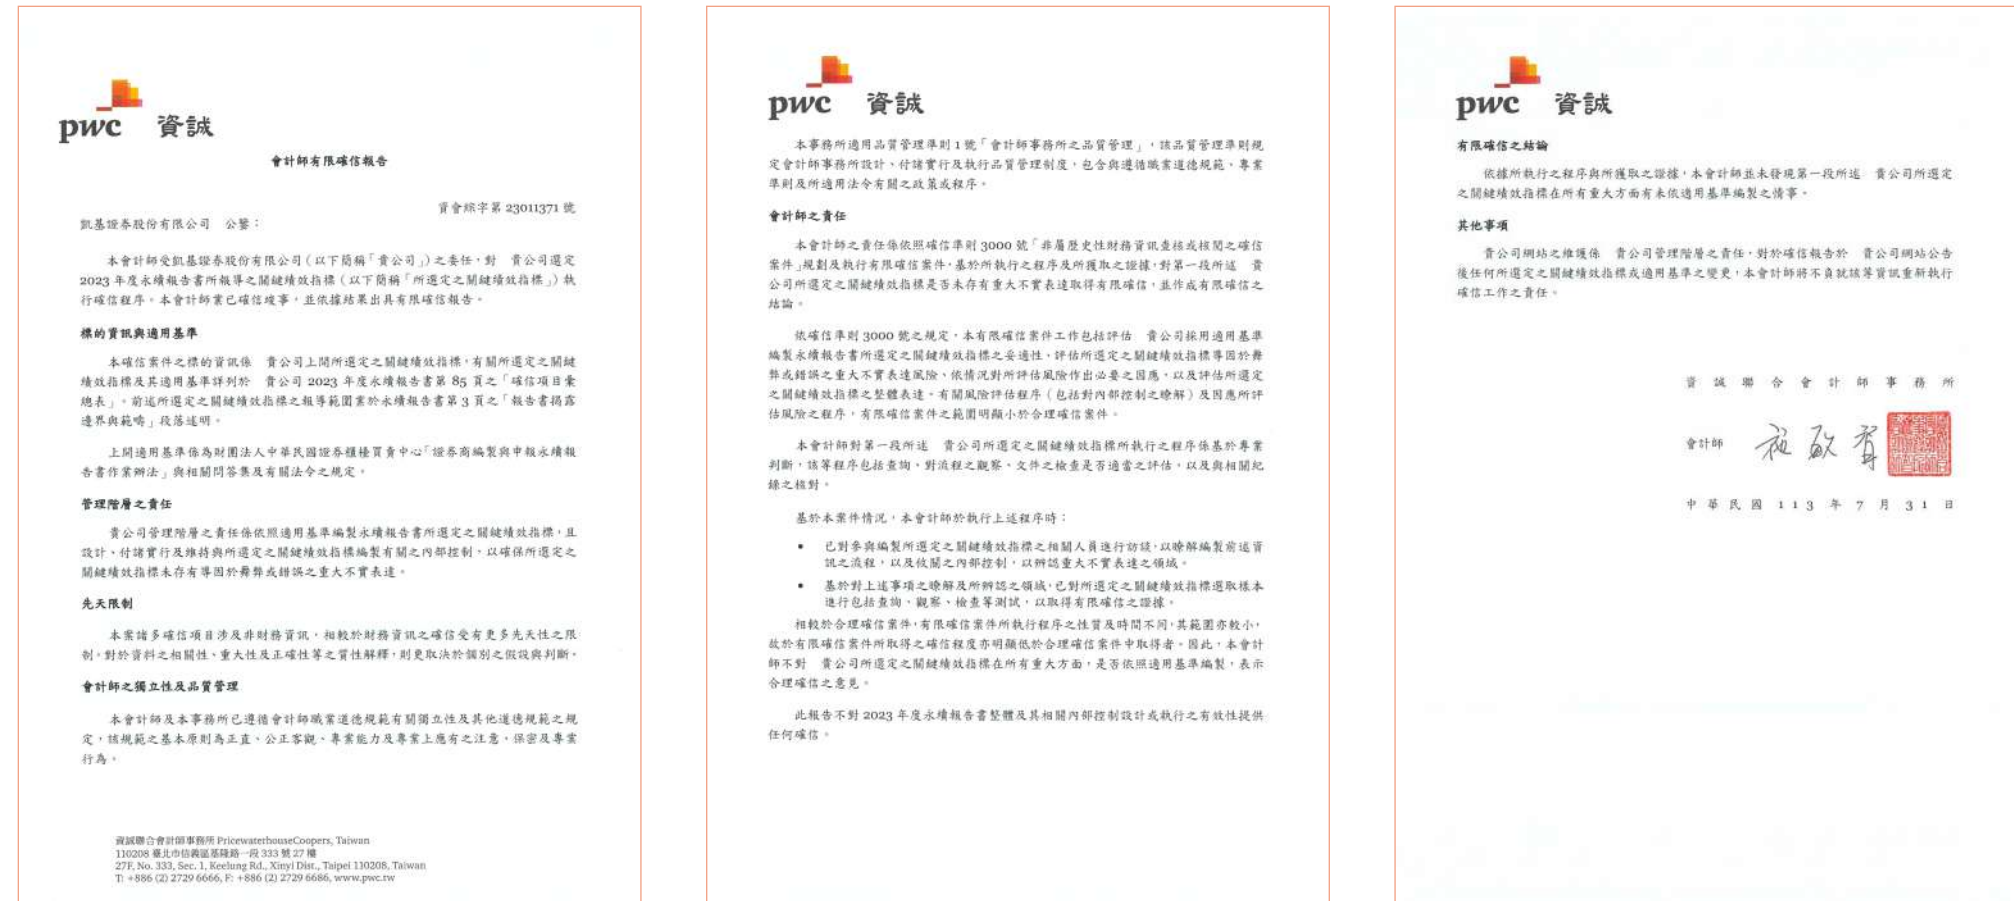 pwc 資誠
會計師有限確信報告
資會綜字第 23011371 號
凱基證券股份有限公司 公鑒：
本會計師受凱基證券股份有限公司（以下簡稱「貴公司」）之委任，對 貴公司選定
2023 年度永續報告書所報導之關鍵績效指標（以下簡稱「所選定之關鍵績效指標」）執
行確信程序。本會計師業已確信竣事，並依據結果出具有限確信報告。
標的資訊與適用基準
本確信案件之標的資訊係 貴公司上開所選定之關鍵績效指標，有關所選定之關鍵
績效指標及其適用基準詳列於 貴公司 2023 年度永續報告書第 85 頁之「確信項目彙
總表」。前述所選定之關鍵績效指標之報導範圍業於永續報告書第 3 頁之「報告書揭露
邊界與範疇」段落述明。
上開適用基準係為財團法人中華民國證券櫃檯買賣中心「證券商編製與申報永續報
告書作業辦法」與相關問答集及有關法令之規定。
管理階層之責任
貴公司管理階層之責任係依照適用基準編製永續報告書所選定之關鍵績效指標，且
設計、付諸實行及維持與所選定之關鍵績效指標編製有關之內部控制，以確保所選定之
關鍵績效指標未存有導因於舞弊或錯誤之重大不實表達。
先天限制
本案諸多確信項目涉及非財務資訊，相較於財務資訊之確信受有更多先天性之限
制。對於資料之相關性、重大性及正確性等之質性解釋，則更取決於個別之假設與判斷。
會計師之獨立性及品質管理
本會計師及本事務所已遵循會計師職業道德規範有關獨立性及其他道德規範之規
定，該規範之基本原則為正直、公正客觀、專業能力及專業上應有之注意、保密及專業
行為。
資誠聯合會計師事務所 PricewaterhouseCoopers, Taiwan
110208 臺北市信義區基隆路一段 333 號 27 樓
27F, No. 333, Sec. 1, Keelung Rd., Xinyi Dist., Taipei 110208, Taiwan
T: +886 (2) 2729 6666, F: +886 (2) 2729 6686, www.pwc.tw
pwc 資誠
本事務所適用品質管理準則 1 號「會計師事務所之品質管理」，該品質管理準則規
定會計師事務所設計、付諸實行及執行品質管理制度，包含與遵循職業道德規範、專業
準則及所適用法令有關之政策或程序。
會計師之責任
本會計師之責任係依照確信準則 3000 號「非屬歷史性財務資訊查核或核閱之確信
案件」規劃及執行有限確信案件，基於所執行之程序及所獲取之證據，對第一段所述 貴
公司所選定之關鍵績效指標是否未存有重大不實表達取得有限確信，並作成有限確信之
結論。
依確信準則 3000 號之規定，本有限確信案件工作包括評估 貴公司採用適用基準
編製永續報告書所選定之關鍵績效指標之妥適性、評估所選定之關鍵績效指標導因於舞
弊或錯誤之重大不實表達風險、依情況對所評估風險作出必要之因應，以及評估所選定
之關鍵績效指標之整體表達。有關風險評估程序（包括對內部控制之瞭解）及因應所評
估風險之程序，有限確信案件之範圍明顯小於合理確信案件。
本會計師對第一段所述 貴公司所選定之關鍵績效指標所執行之程序係基於專業
判斷，該等程序包括查詢、對流程之觀察、文件之檢查是否適當之評估，以及與相關紀
錄之核對。
基於本案件情況，本會計師於執行上述程序時：
• 已對參與編製所選定之關鍵績效指標之相關人員進行訪談，以瞭解編製前述資
訊之流程，以及攸關之內部控制，以辨認重大不實表達之領域。
• 基於對上述事項之瞭解及所辨認之領域，已對所選定之關鍵績效指標選取樣本
進行包括查詢、觀察、檢查等測試，以取得有限確信之證據。
相較於合理確信案件，有限確信案件所執行程序之性質及時間不同，其範圍亦較小，
故於有限確信案件所取得之確信程度亦明顯低於合理確信案件中取得者。因此，本會計
師不對 貴公司所選定之關鍵績效指標在所有重大方面，是否依照適用基準編製，表示
合理確信之意見。
此報告不對 2023 年度永續報告書整體及其相關內部控制設計或執行之有效性提供
任何確信。
pwc 資誠
有限確信之結論
依據所執行之程序與所獲取之證據，本會計師並未發現第一段所述 貴公司所選定
之關鍵績效指標在所有重大方面有未依適用基準編製之情事。
其他事項
貴公司網站之維護係 貴公司管理階層之責任，對於確信報告於 貴公司網站公告
後任何所選定之關鍵績效指標或適用基準之變更，本會計師將不負就該等資訊重新執行
確信工作之責任。
資 誠 聯 合 會 計 師 事 務 所
會計師
中 華 民 國 113 年 7 月 31 日